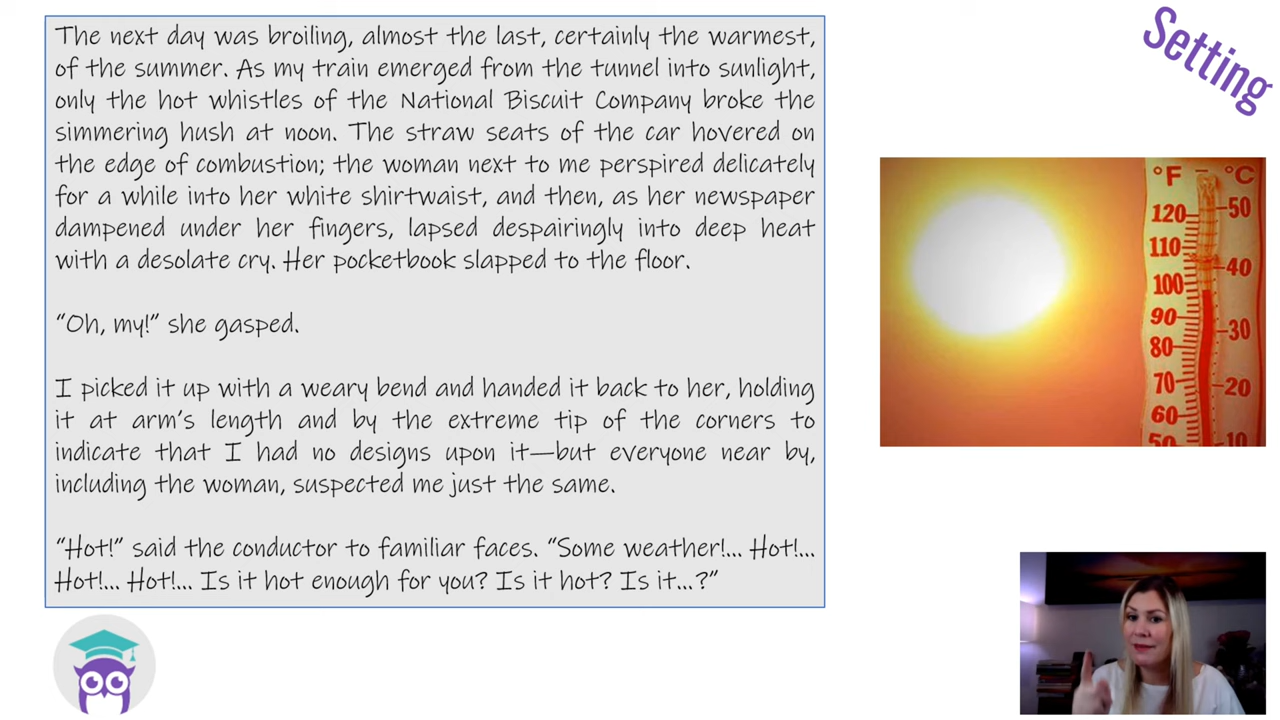 The next day was broiling, almost the last, certainly the warmest,
of the summer. As my train emerged from the tunnel into sunlight,
only the hot whistles of the National Biscuit Company broke the
simmering hush at noon. The straw seats of the car hovered on
the edge of combustion; the woman next to me perspired delicately
for a while into her white shirtwaist, and then, as her newspaper
dampened under her fingers, lapsed despairingly into deep heat
with a desolate cry. Her pocketbook slapped to the floor.
“Oh, my!” she gasped.
I picked it up with a weary bend and handed it back to her, holding
it at arm’s length and by the extreme tip of the corners to
indicate that I had no designs upon it—but everyone near by,
including the woman, suspected me just the same.
“Hot!” said the conductor to familiar faces. “Some weather!... Hot!...
Hot!... Hot!... Is it hot enough for you? Is it hot? Is it...?”
Setting
°F °C
120 50
110
100 40
90 30
80
70 20
60
50 10